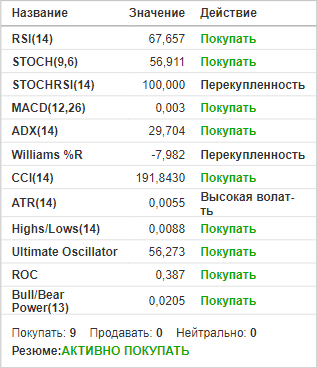 Название Значение Действие
RSI(14) 67,657 Покупать
STOCH(9,6) 56,911 Покупать
STOCHRSI(14) 100,000 Перекупленность
MACD(12,26) 0,003 Покупать
ADX(14) 29,704 Покупать
Williams %R -7,982 Перекупленность
CCI(14) 191,8430 Покупать
ATR(14) 0,0055 Высокая волат-
ть
Highs/Lows(14) 0,0088 Покупать
Ultimate Oscillator 56,273 Покупать
ROC 0,387 Покупать
Bull/Bear
Power(13) 0,0205 Покупать
Покупать: 9 Продавать: 0 Нейтрально: 0
Резюме:АКТИВНО ПОКУПАТЬ